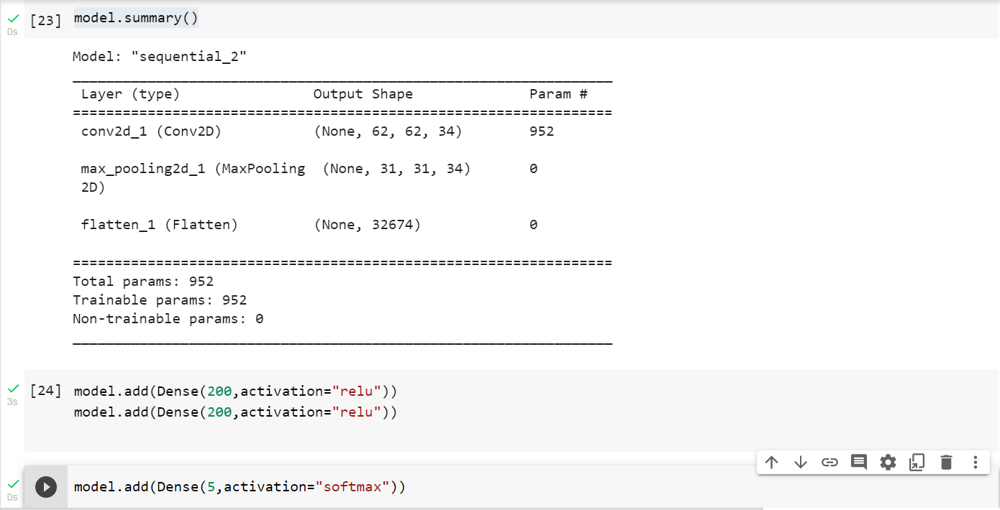 [23] model.summary()
0s
Model: "sequential_2"
_________________________________________________________________
Layer (type) Output Shape Param #
=================================================================
conv2d_1 (Conv2D) (None, 62, 62, 34) 952
max_pooling2d_1 (MaxPooling (None, 31, 31, 34) 0
2D)
flatten_1 (Flatten) (None, 32674) 0
=================================================================
Total params: 952
Trainable params: 952
Non-trainable params: 0
_________________________________________________________________
[24] model.add(Dense(200,activation="relu"))
3s
model.add(Dense(200,activation="relu"))
model.add(Dense(5,activation="softmax"))
0s